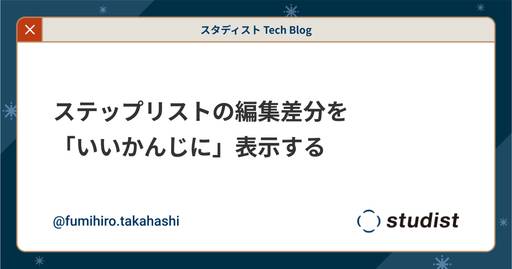 スタディスト Tech Blog
ステップリストの編集差分を
「いいかんじに」表示する
@fumihiro.takahashi
studist